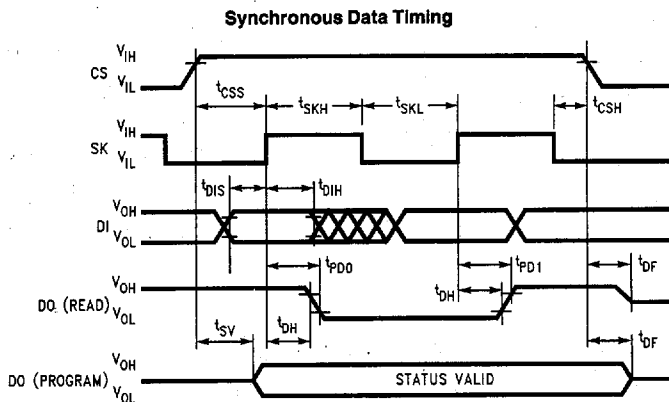 Synchronous Data Timing
VIH
CS
VIL
tCSS
tSKH
tSKL
tCSH
VIH
SK
VIL
tDIS
tDIH
VOH
DI
VOL
tPD0
tPD1
tDF
VOH
DO (READ)
VOL
tDH
tSV
tDH
tDF
VOH
DO (PROGRAM)
STATUS VALID
VOL